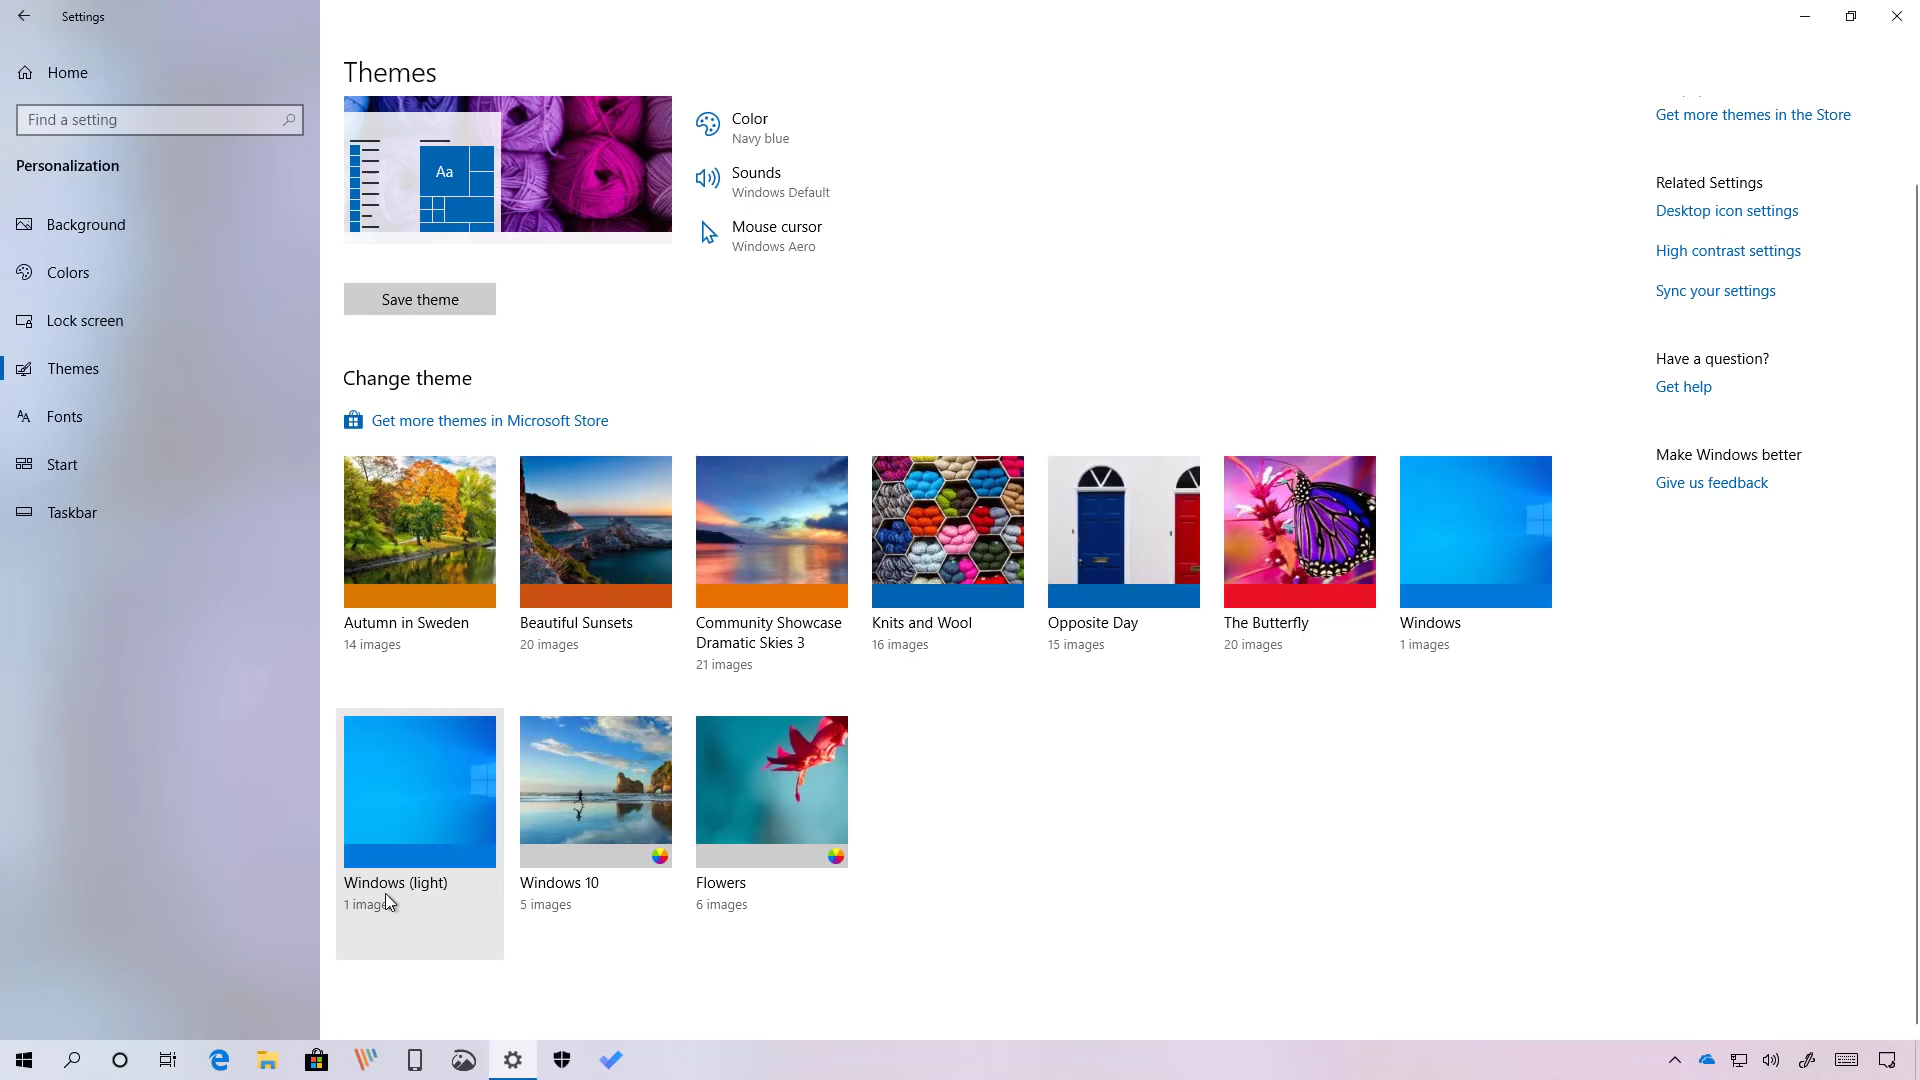 Settings
Home
Find a setting
Personalization
Background
Colors
Lock screen
Themes
Fonts
Start
Taskbar
Themes
Aa
Color
Navy blue
Sounds
Windows Default
Mouse cursor
Windows Aero
Save theme
Change theme
Get more themes in Microsoft Store
Autumn in Sweden
14 images
Beautiful Sunsets
20 images
Community Showcase
Dramatic Skies 3
21 images
Knits and Wool
16 images
Opposite Day
15 images
The Butterfly
20 images
Windows
1 images
Windows (light)
1 images
Windows 10
5 images
Flowers
6 images
Get more themes in the Store
Related Settings
Desktop icon settings
High contrast settings
Sync your settings
Have a question?
Get help
Make Windows better
Give us feedback